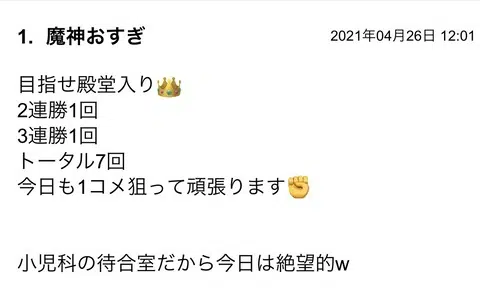 1. 魔神おすぎ 2021年04月26日 12:01
目指せ殿堂入り👑
2連勝1回
3連勝1回
トータル7回
今日も1コメ狙って頑張ります✊
小児科の待合室だから今日は絶望的w